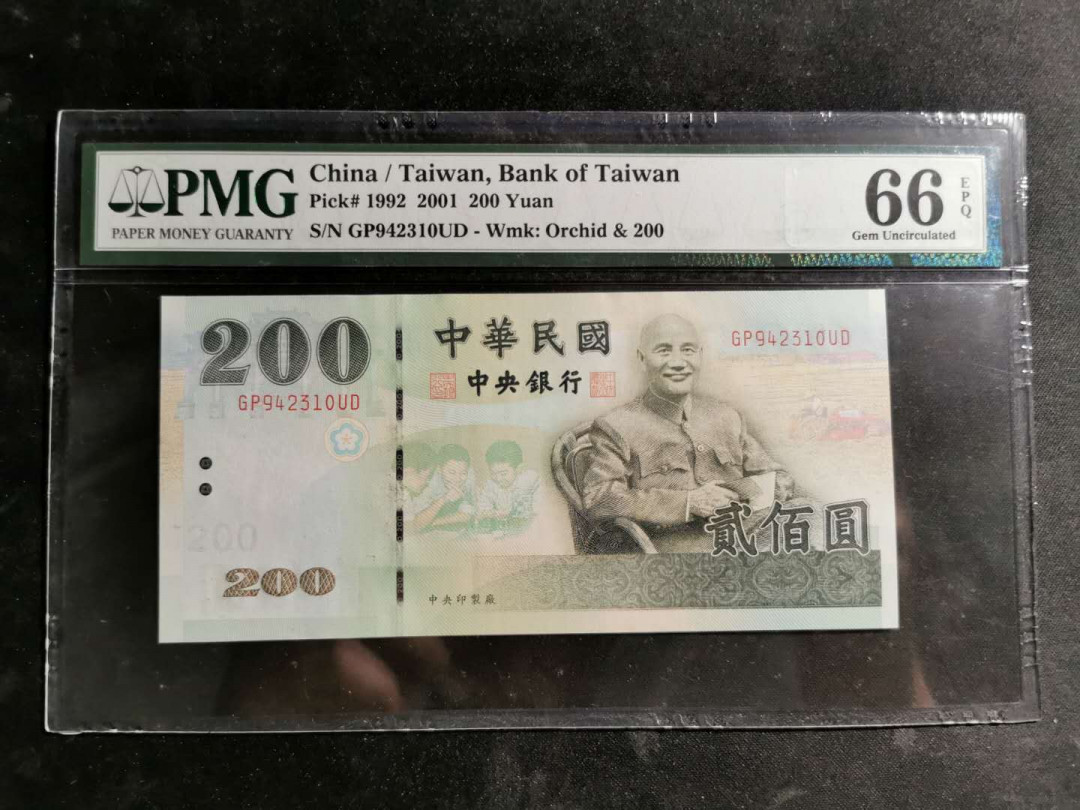 PMG
PAPER MONEY GUARANTY
China / Taiwan, Bank of Taiwan
Pick# 1992 2001 200 Yuan
S/N GP942310UD - Wmk: Orchid & 200
66
EPQ
Gem Uncirculated
200
中華民國
GP942310UD
中央銀行
GP942310UD
200
貳佰圓
200
中央印製廠